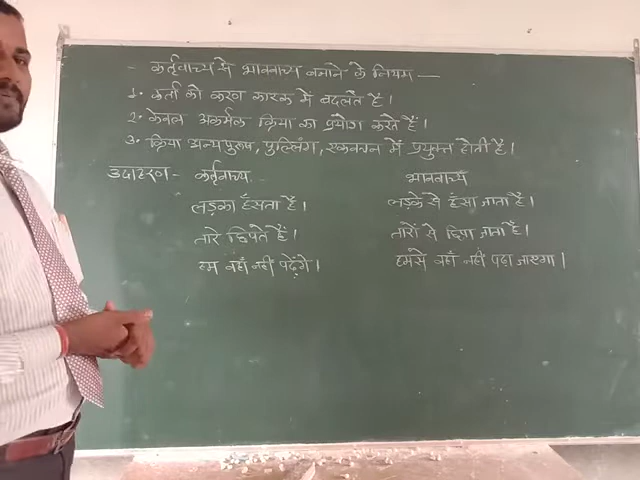 - कर्तृवाच्य से भाववाच्य बनाने के नियम —
1. कर्ता को करण कारक में बदलते है।
2. केवल अकर्मक क्रिया का प्रयोग करते है।
3. क्रिया अन्यपुरूष, पुल्लिंग, एकवचन में प्रयुक्त होती है।
उदाहरण - कर्तृवाच्य भाववाच्य
लड़का हँसता है। लड़के से हँसा जाता है।
तारे छिपते हैं। तारों से छिपा जाता है।
हम वहाँ नहीं पढ़ेंगे। हमसे वहाँ नहीं पढ़ा जाएगा।